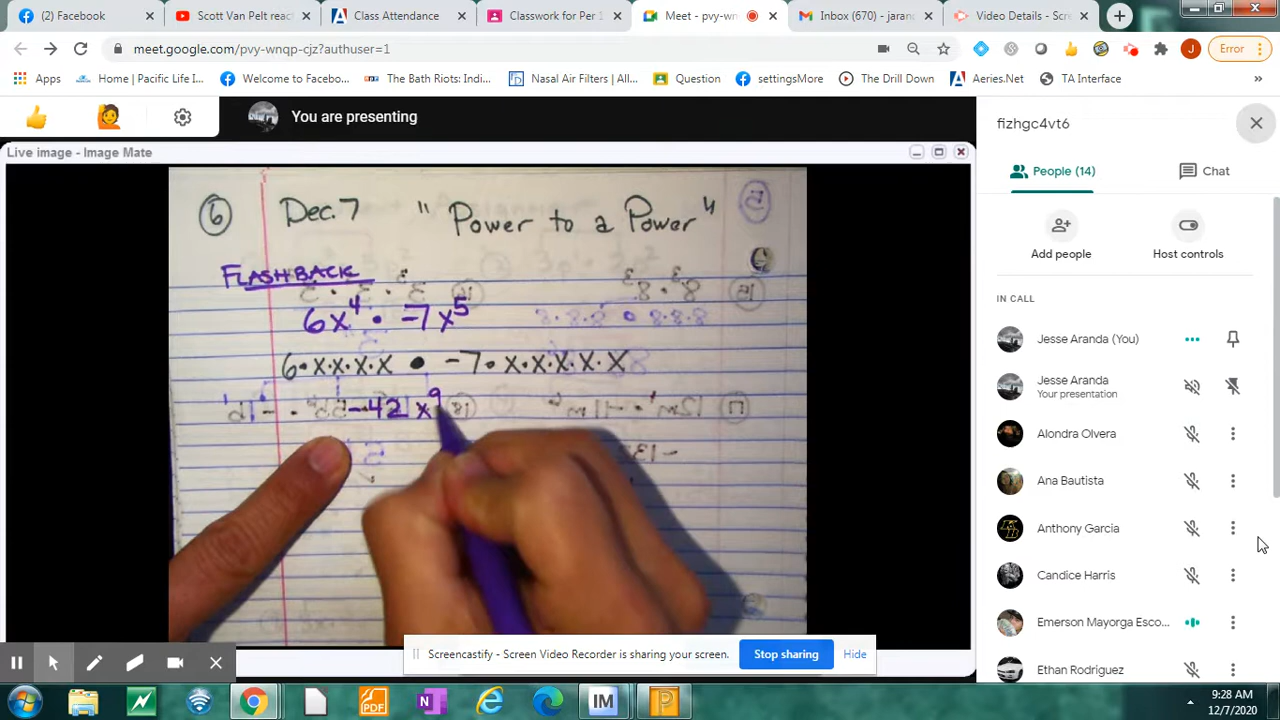 (2) Facebook
Scott Van Pelt reac
Class Attendance
Classwork for Per 1
Meet - pvy-wnqp-cjz
Inbox (670) - jaran
Video Details - Scre
meet.google.com/pvy-wnqp-cjz?authuser=1
J
Error
Apps
Home | Pacific Life I...
Welcome to Facebo...
The Bath Riots: Indi...
Nasal Air Filters | All...
Question
settingsMore
The Drill Down
Aeries.Net
TA Interface
»
You are presenting
fizhgc4vt6
Live image - Image Mate
People (14)
Chat
Add people
Host controls
IN CALL
Jesse Aranda (You)
Jesse Aranda
Presentation
Alondra Olvera
Ana Bautista
Anthony Garcia
Candice Harris
Emerson Mayorga Esco...
Ethan Rodriguez
6 Dec. 7 "Power to a Power"
FLASHBACK
6x⁴ • -7x⁵
6•x•x•x•x • -7•x•x•x•x•x
-42x⁹
Screencastify - Screen Video Recorder is sharing your screen.
Stop sharing
Hide
IM
9:28 AM
12/7/2020